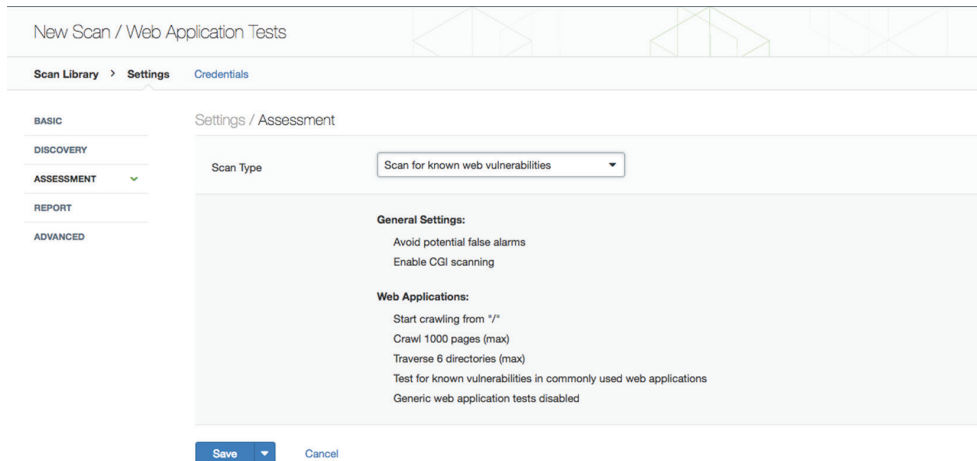 New Scan / Web Application Tests
Scan Library > Settings Credentials
BASIC
DISCOVERY
ASSESSMENT
REPORT
ADVANCED
Settings / Assessment
Scan Type Scan for known web vulnerabilities
General Settings:
Avoid potential false alarms
Enable CGI scanning
Web Applications:
Start crawling from "/"
Crawl 1000 pages (max)
Traverse 6 directories (max)
Test for known vulnerabilities in commonly used web applications
Generic web application tests disabled
Save Cancel